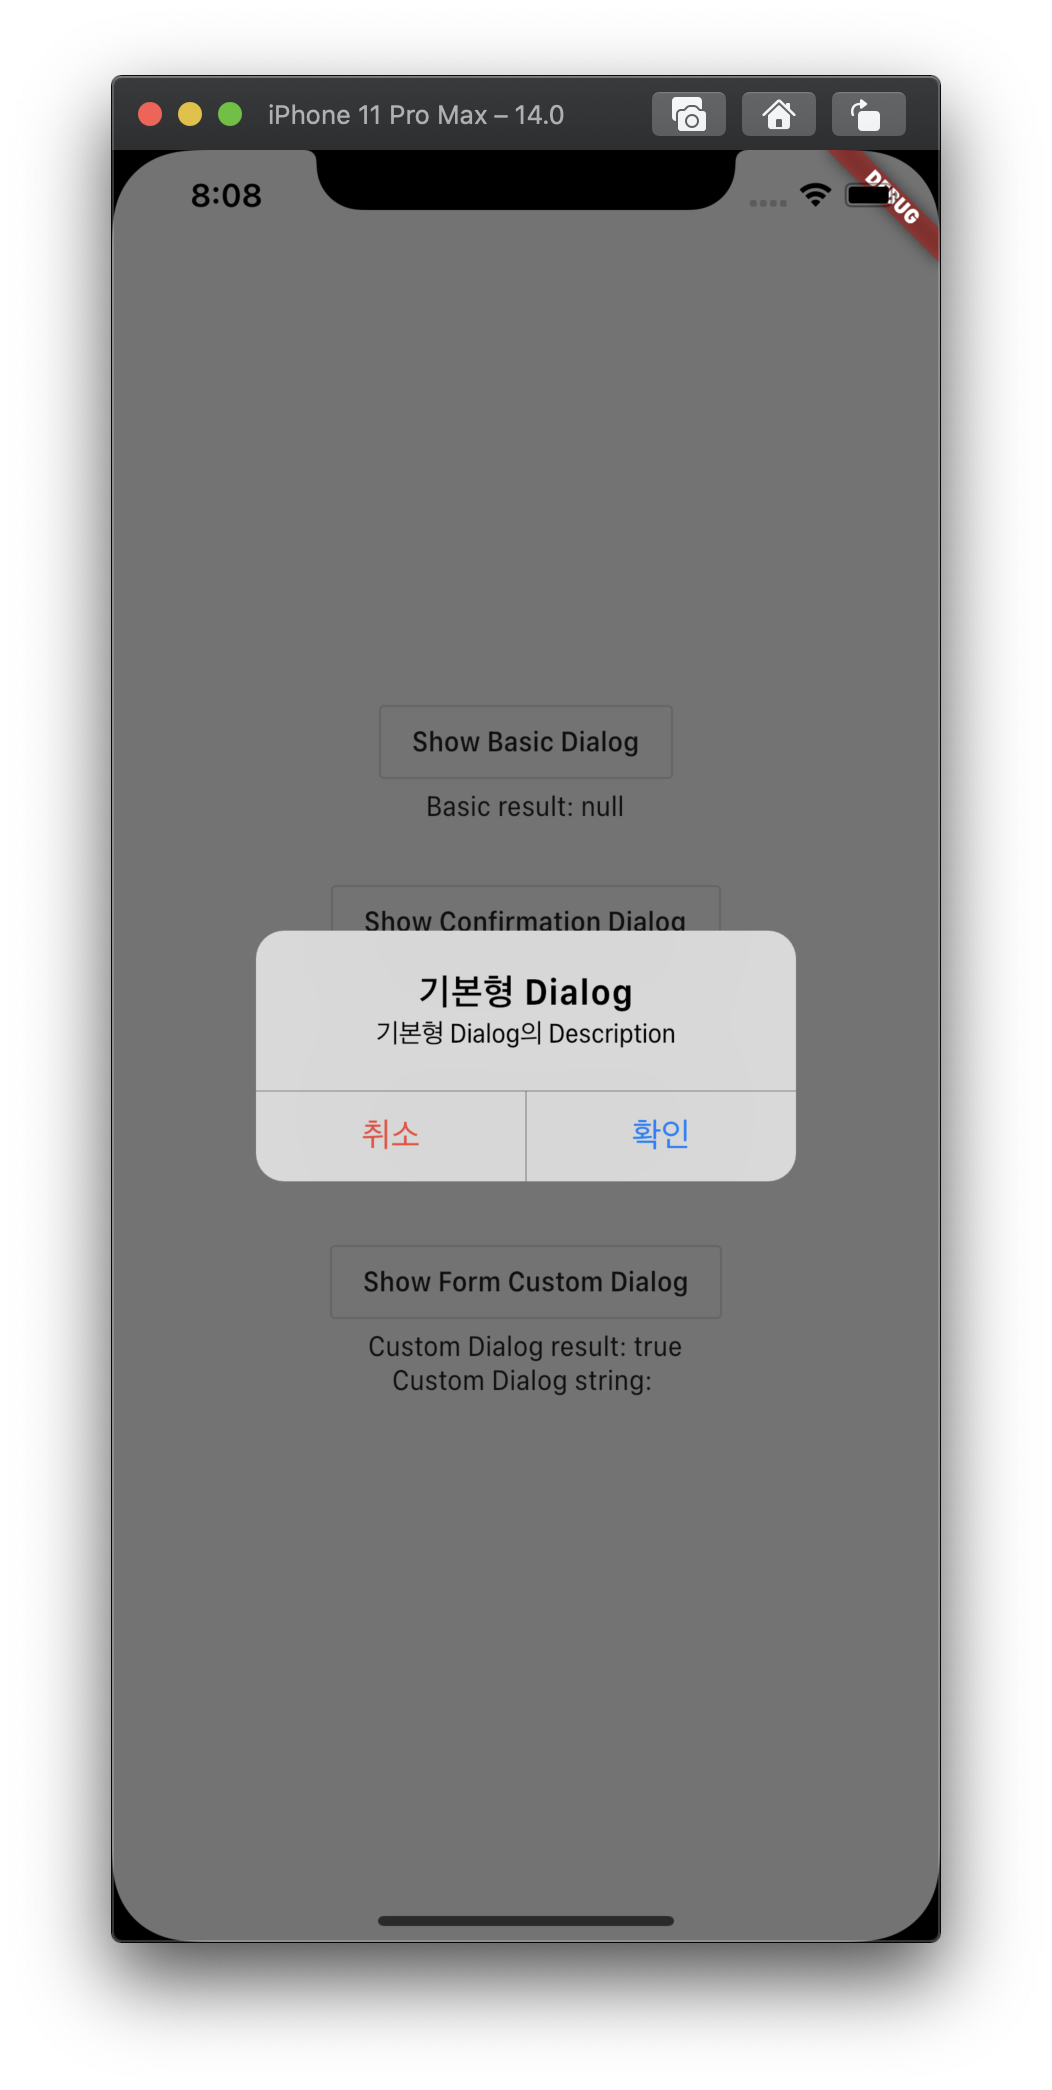 iPhone 11 Pro Max – 14.0
8:08
DEBUG
Show Basic Dialog
Basic result: null
Show Confirmation Dialog
기본형 Dialog
기본형 Dialog의 Description
취소
확인
Show Form Custom Dialog
Custom Dialog result: true
Custom Dialog string: